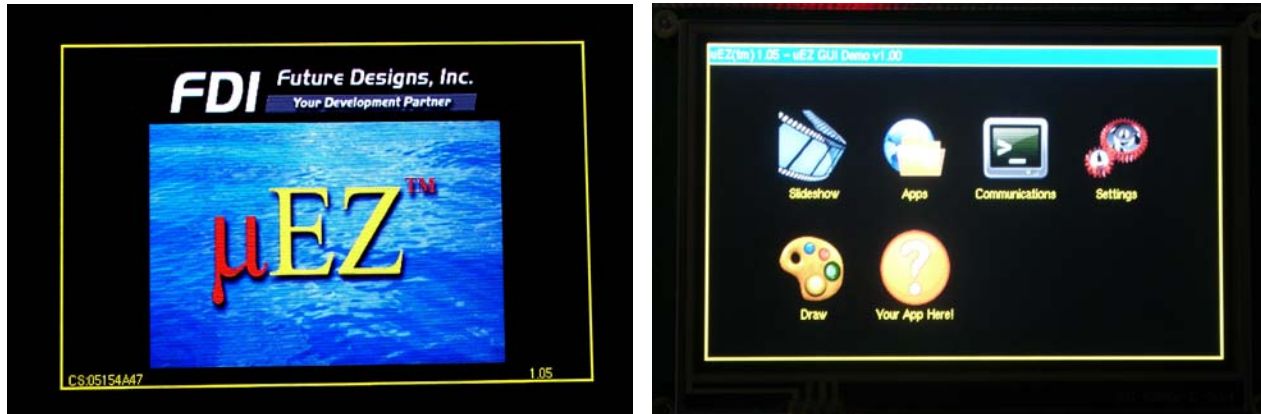 FDI Future Designs, Inc.
Your Development Partner
µEZ™
CS:05154A47 1.05
µEZ(tm) 1.05 - uEZ GUI Demo v1.00
Slideshow Apps Communications Settings
Draw Your App Here!